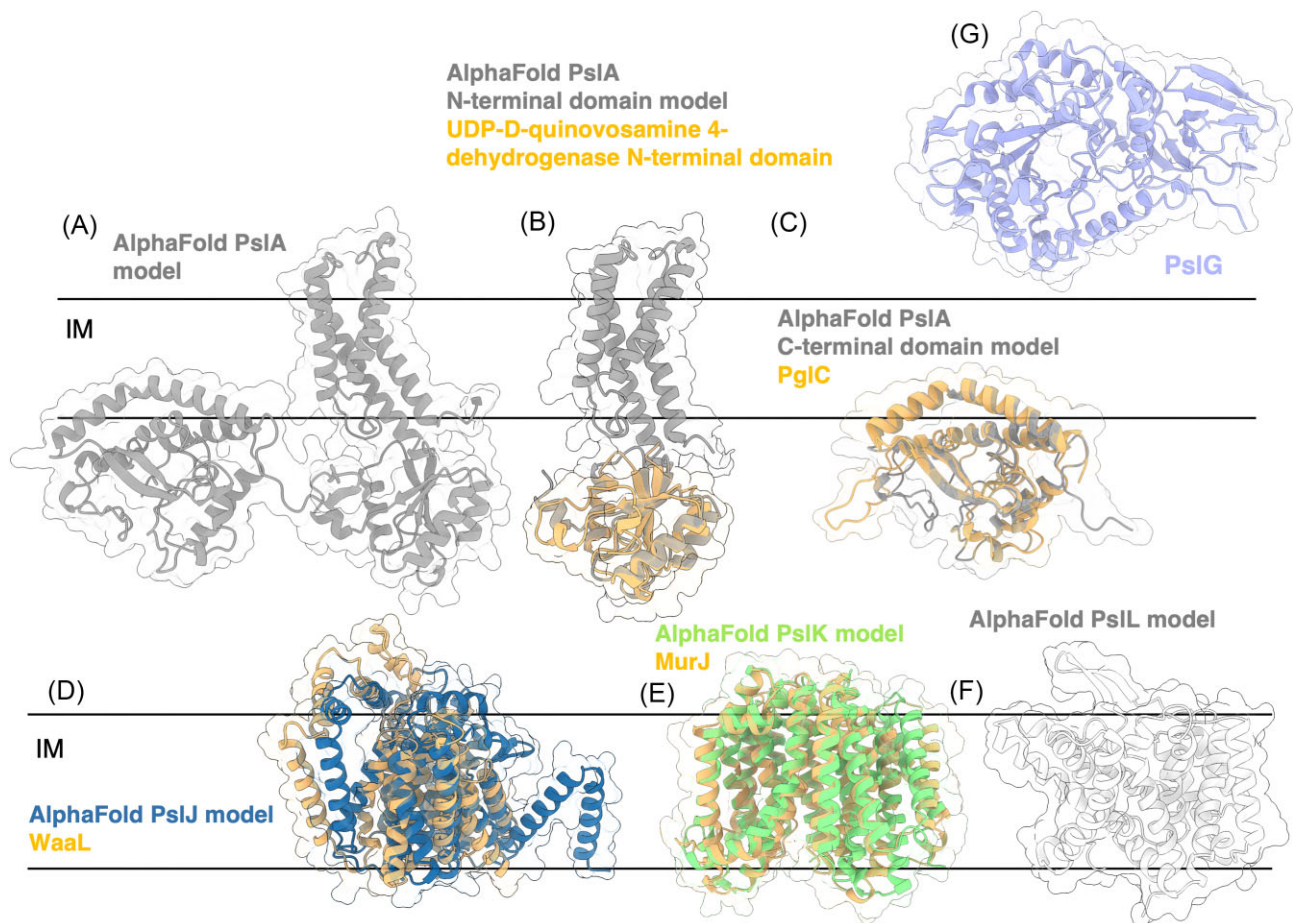 (G)
AlphaFold PslA
N-terminal domain model
UDP-D-quinovosamine 4-
dehydrogenase N-terminal domain
(A)
AlphaFold PslA
model
(B)
(C)
PslG
IM
AlphaFold PslA
C-terminal domain model
PglC
AlphaFold PslK model
MurJ
AlphaFold PslL model
(D)
(E)
(F)
IM
AlphaFold PslJ model
WaaL